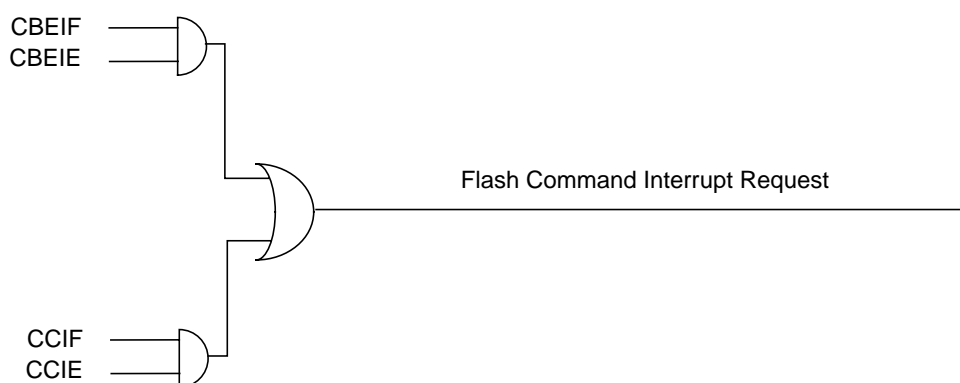 CBEIF
CBEIE
Flash Command Interrupt Request
CCIF
CCIE